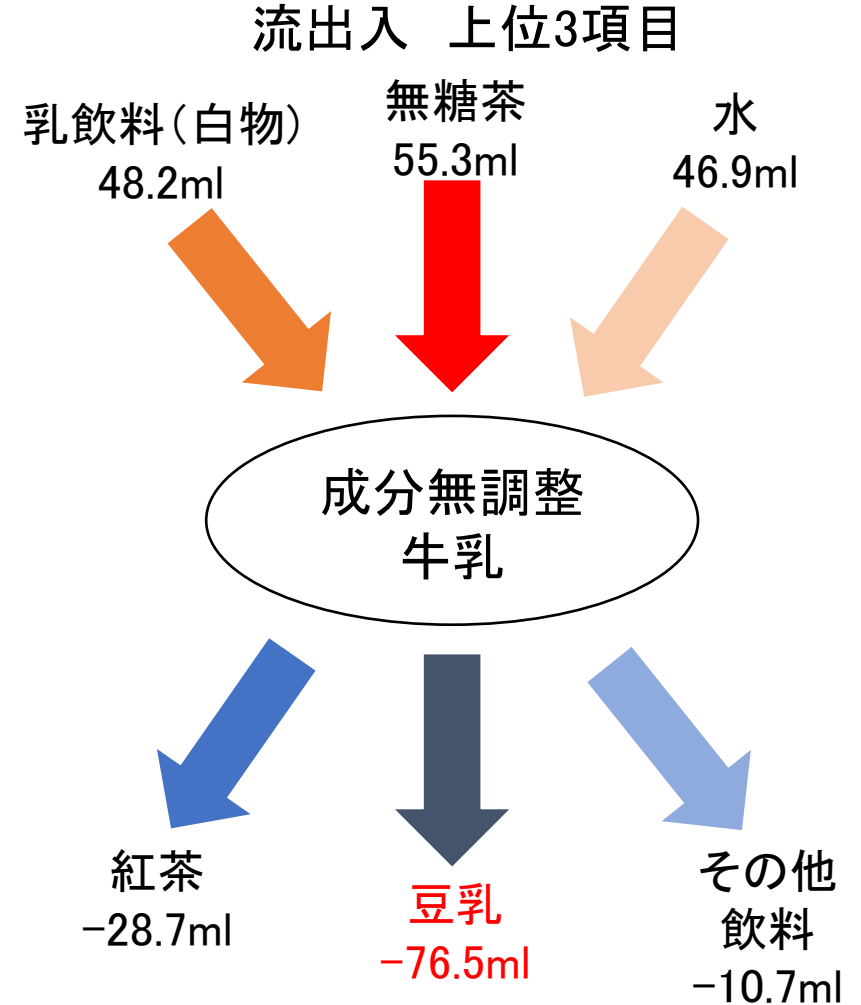 流出入　上位3項目
乳飲料（白物）
48.2ml
無糖茶
55.3ml
水
46.9ml
成分無調整
牛乳
紅茶
−28.7ml
豆乳
−76.5ml
その他
飲料
−10.7ml